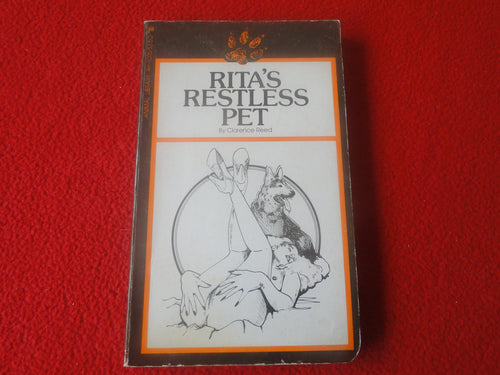 RITA'S
RESTLESS
PET
By Clarence Reed